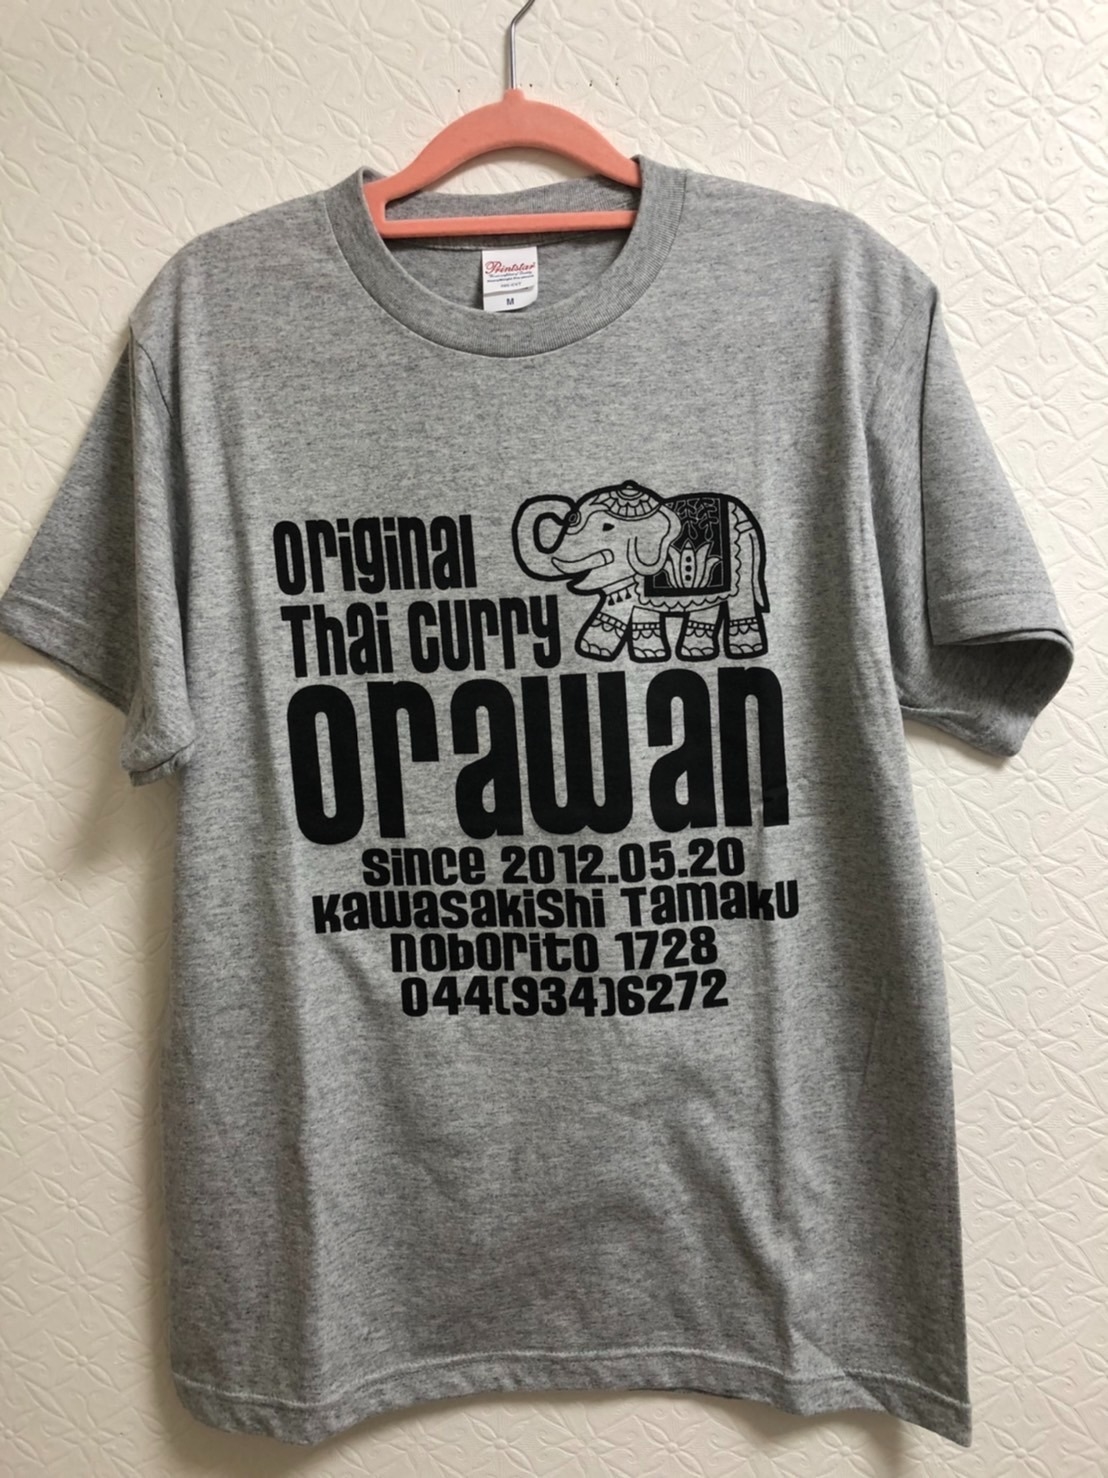 Printstar
M
original
Thai curry
orawan
since 2012.05.20
Kawasakishi Tamaku
noborito 1728
044(934)6272